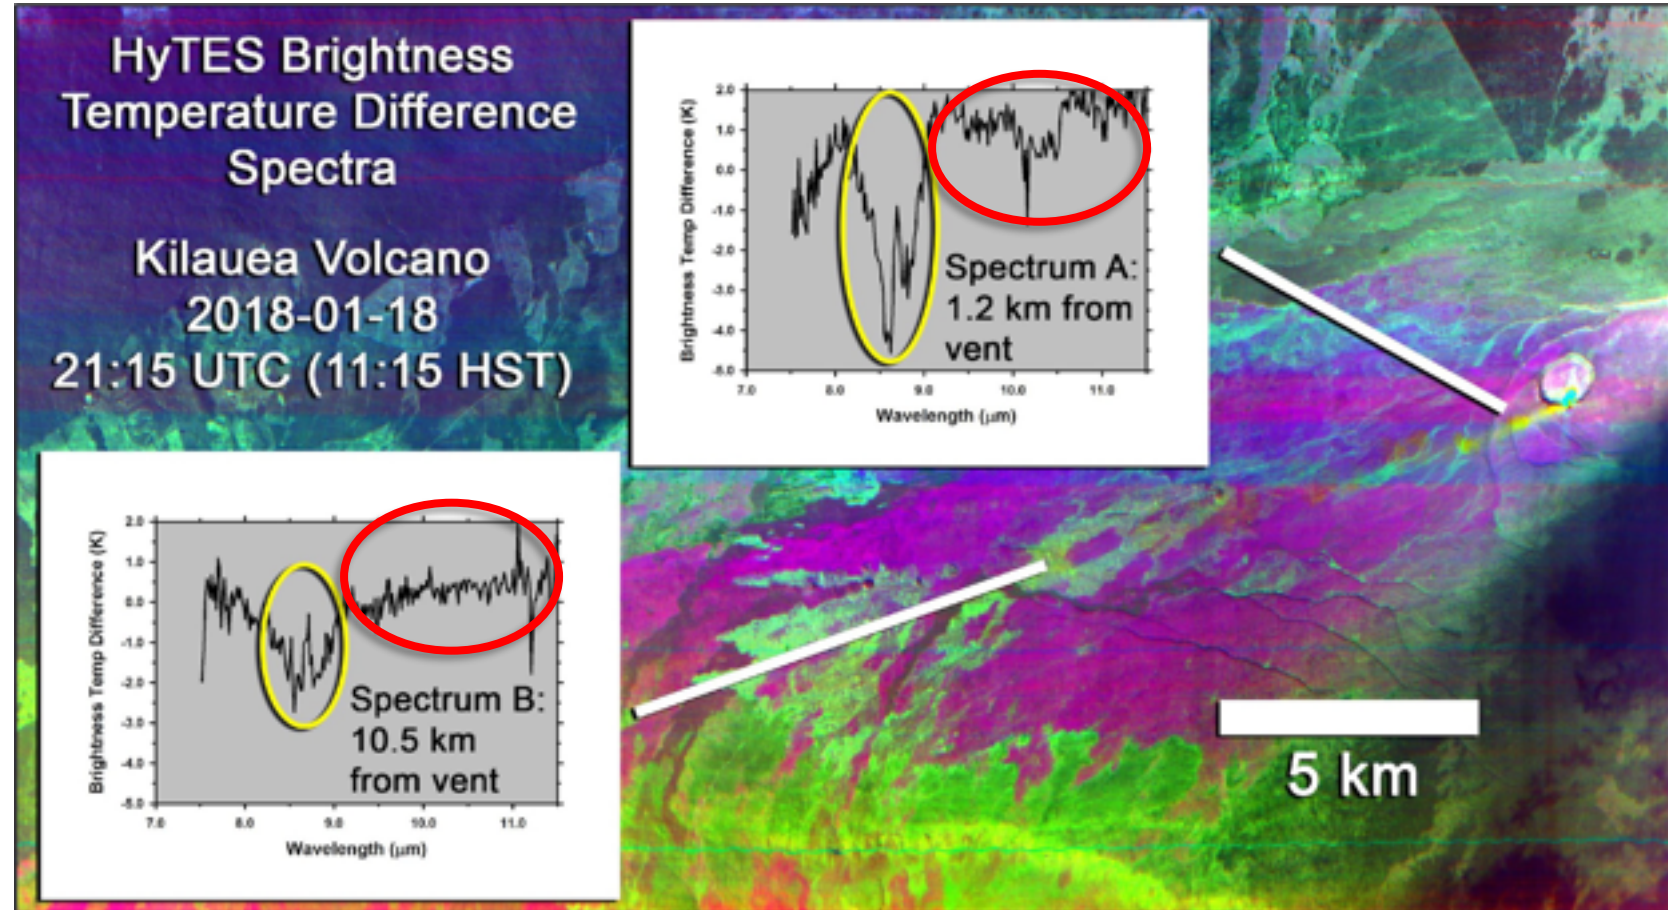 HyTES Brightness
Temperature Difference
Spectra
Kilauea Volcano
2018-01-18
21:15 UTC (11:15 HST)
2.0
1.0
0.0
-1.0
-2.0
-3.0
-4.0
-5.0
Brightness Temp Difference (K)
7.0 8.0 9.0 10.0 11.0
Wavelength (μm)
Spectrum A:
1.2 km from
vent
2.0
1.0
0.0
-1.0
-2.0
-3.0
-4.0
-5.0
Brightness Temp Difference (K)
7.0 8.0 9.0 10.0 11.0
Wavelength (μm)
Spectrum B:
10.5 km
from vent
5 km